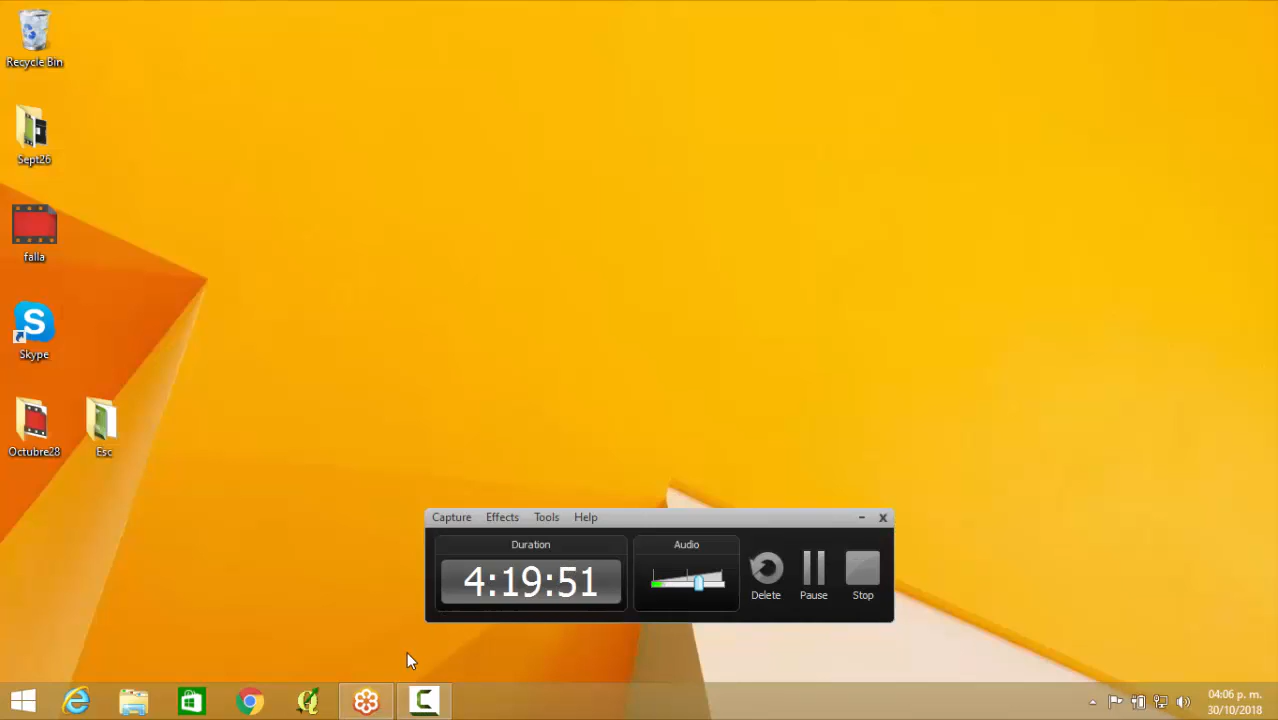 Recycle Bin
Sept26
falla
Skype
Octubre28
Esc
Capture Effects Tools Help
Duration
4:19:51
Audio
Delete
Pause
Stop
04:06 p. m.
30/10/2018